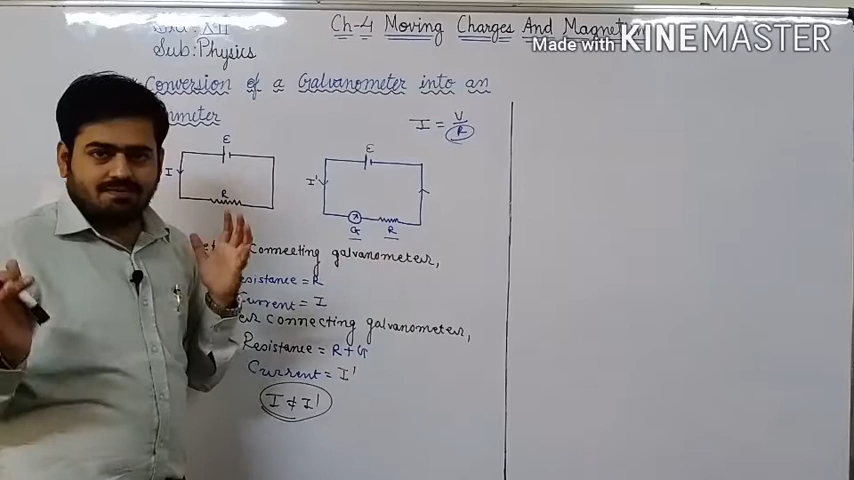 Ch-4 Moving Charges And
Made with KINEMASTER
Sub: Physics
Conversion of a Galvanometer into an
I = V/R
ε
I
R
ε
I'
G R
connecting galvanometer,
Resistance = R
Current = I
connecting galvanometer,
Resistance = R+G
Current = I'
I ≠ I'